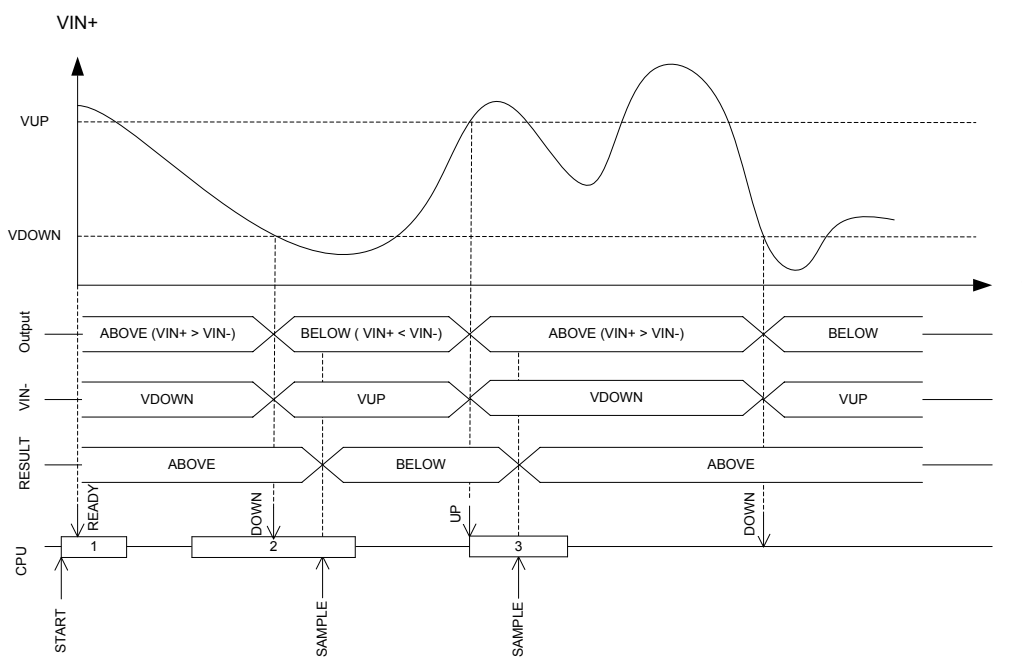 VIN+
VUP
VDOWN
Output
ABOVE (VIN+ > VIN-)
BELOW ( VIN+ < VIN-)
ABOVE (VIN+ > VIN-)
BELOW
VIN-
VDOWN
VUP
VDOWN
VUP
RESULT
ABOVE
BELOW
ABOVE
READY
DOWN
UP
DOWN
CPU
1
2
3
START
SAMPLE
SAMPLE